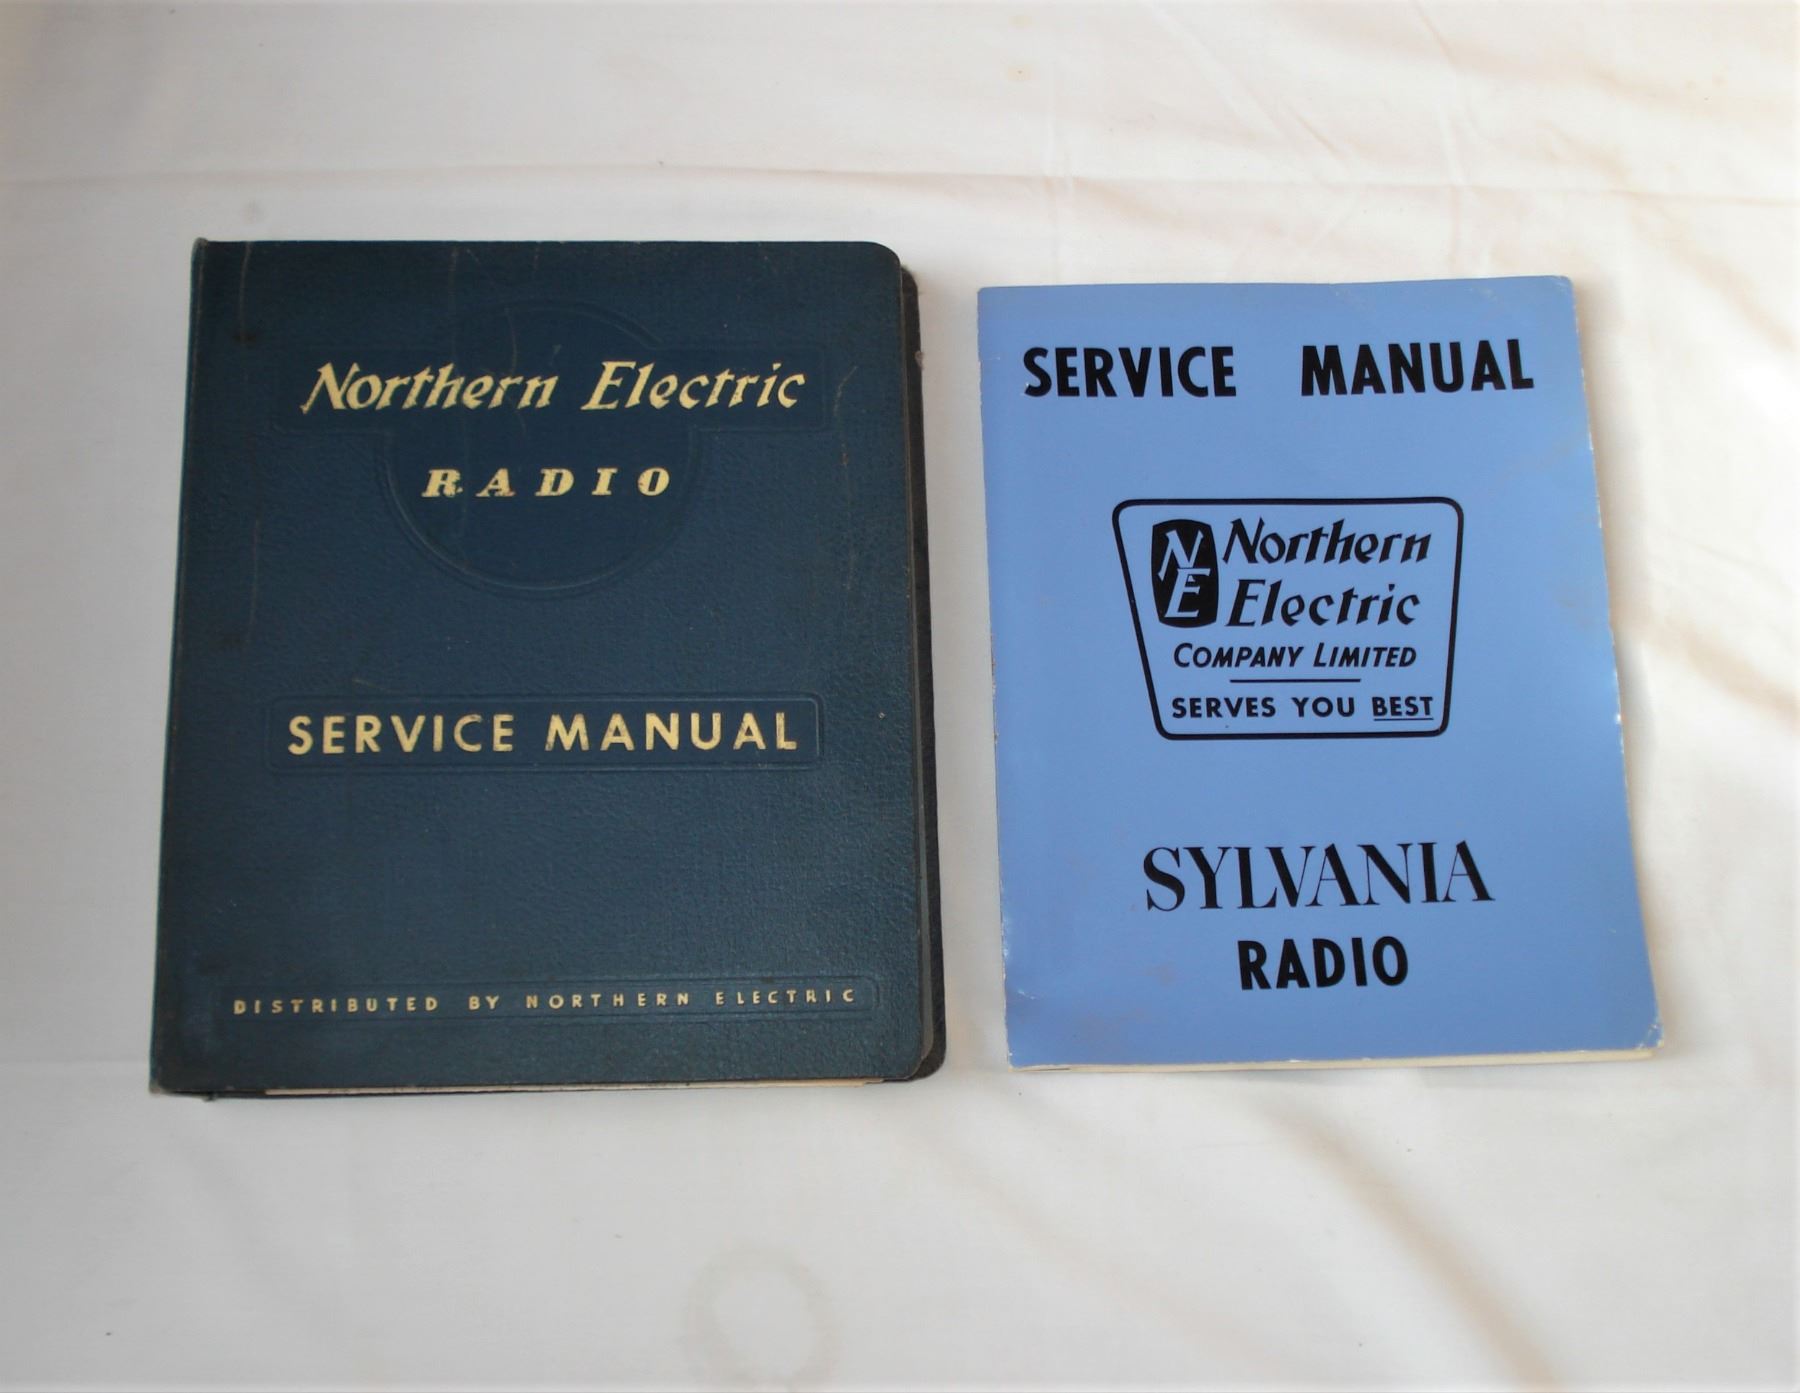 Northern Electric
RADIO
SERVICE MANUAL
DISTRIBUTED BY NORTHERN ELECTRIC
SERVICE MANUAL
NE
Northern
Electric
COMPANY LIMITED
SERVES YOU BEST
SYLVANIA
RADIO